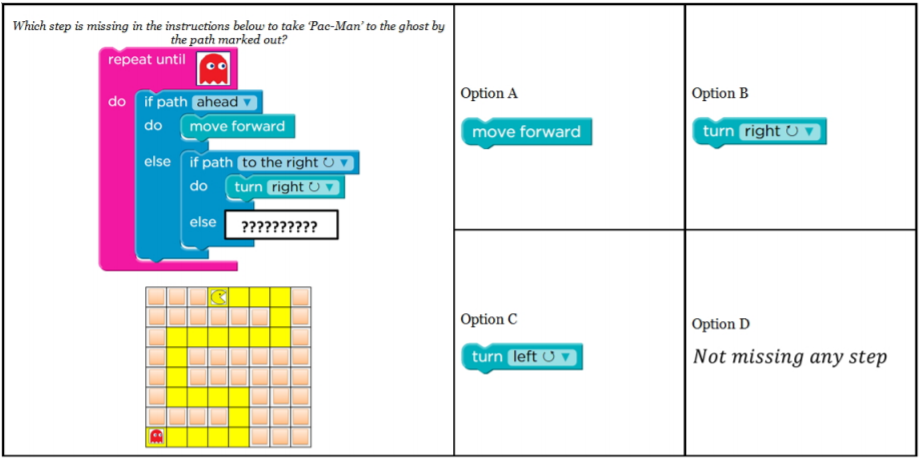 Which step is missing in the instructions below to take ‘Pac-Man’ to the ghost by
the path marked out?
repeat until
do
if path ahead ▼
do
move forward
else
if path to the right ↻ ▼
do
turn right ↻ ▼
else
??????????
Option A
move forward
Option B
turn right ↻ ▼
Option C
turn left ↺ ▼
Option D
Not missing any step